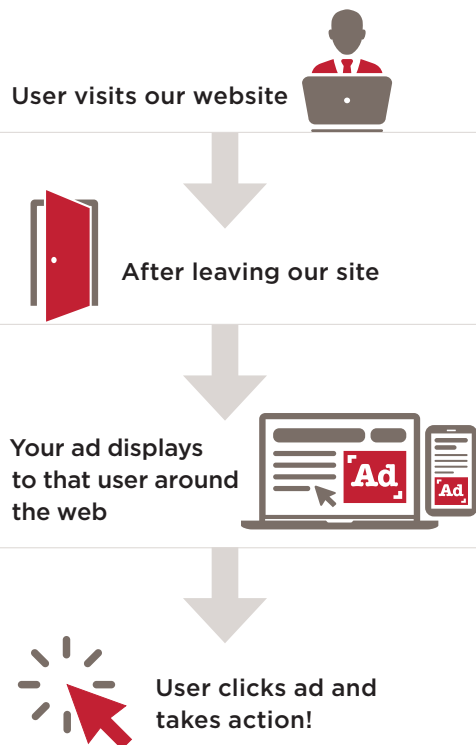 User visits our website
After leaving our site
Your ad displays
to that user around
the web
Ad
Ad
User clicks ad and
takes action!